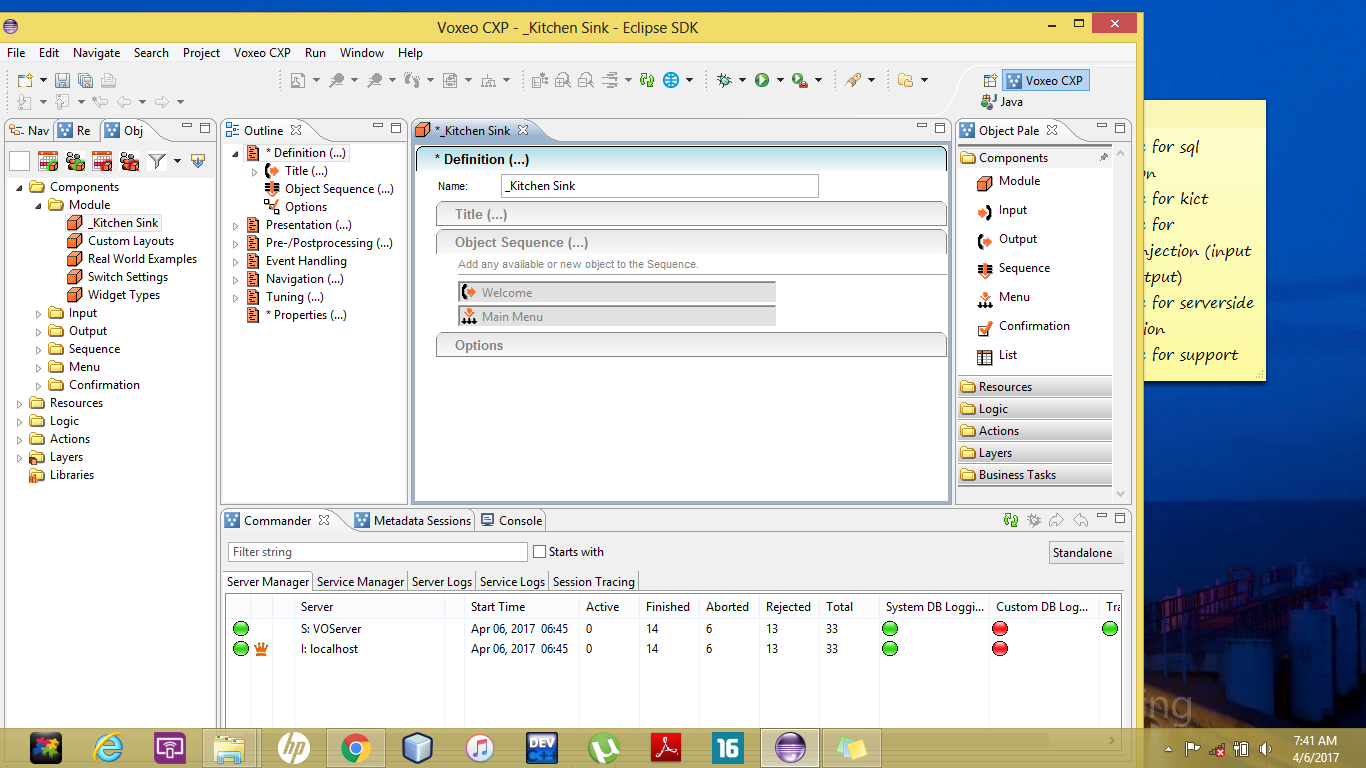 Voxeo CXP - _Kitchen Sink - Eclipse SDK
File Edit Navigate Search Project Voxeo CXP Run Window Help
Voxeo CXP
Java
Nav Re Obj
Components
Module
_Kitchen Sink
Custom Layouts
Real World Examples
Switch Settings
Widget Types
Input
Output
Sequence
Menu
Confirmation
Resources
Logic
Actions
Layers
Libraries
Outline
* Definition (...)
Title (...)
Object Sequence (...)
Options
Presentation (...)
Pre-/Postprocessing (...)
Event Handling
Navigation (...)
Tuning (...)
* Properties (...)
*_Kitchen Sink
* Definition (...)
Name: _Kitchen Sink
Title (...)
Object Sequence (...)
Add any available or new object to the Sequence.
Welcome
Main Menu
Options
Object Pale
Components
Module
Input
Output
Sequence
Menu
Confirmation
List
Resources
Logic
Actions
Layers
Business Tasks
for sql
on
for kict
for
njection (input
tput)
for serverside
ion
for support
Commander Metadata Sessions Console
Filter string Starts with Standalone
Server Manager Service Manager Server Logs Service Logs Session Tracing
Server Start Time Active Finished Aborted Rejected Total System DB Loggi... Custom DB Log... Tra
S: VOServer Apr 06, 2017 06:45 0 14 6 13 33
I: localhost Apr 06, 2017 06:45 0 14 6 13 33
ing
hp DEV C++ 16
7:41 AM
4/6/2017